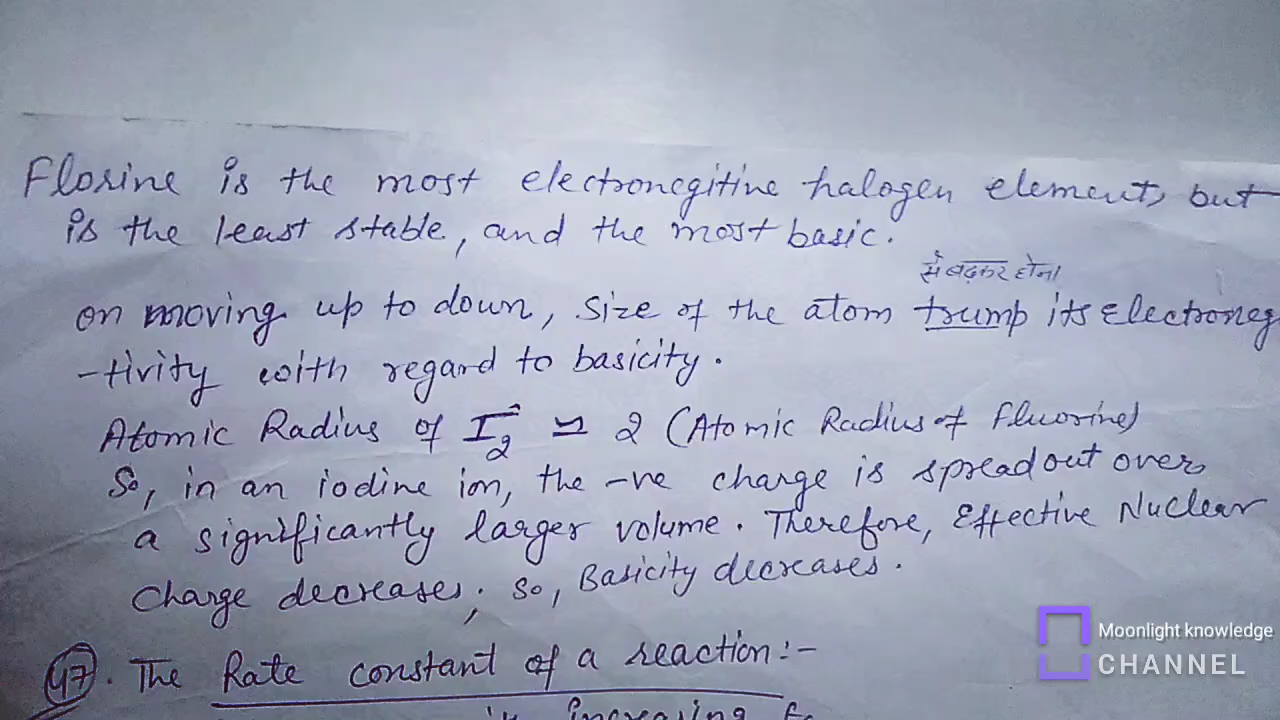 Florine is the most electronegitine halogen element, but
is the least stable, and the most basic.
से बढ़कर होना
on moving up to down, size of the atom trump its Electroneg
-tivity with regard to basicity.
Atomic Radius of I₂⁻ ≃ 2 (Atomic Radius of Fluorine)
So, in an iodine ion, the -ve charge is spread out over
a significantly larger volume. Therefore, Effective Nuclear
Charge decreases; so, Basicity decreases.
47. The Rate constant of a reaction:-
increasing
Moonlight knowledge
CHANNEL